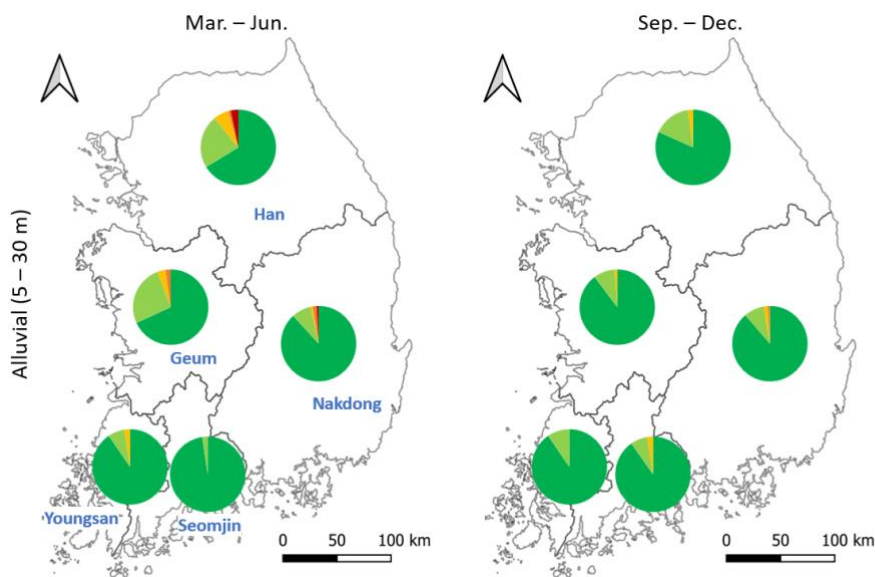 Mar. – Jun.
Sep. – Dec.
Alluvial (5 – 30 m)
Han
Geum
Nakdong
Youngsan
Seomjin
0 50 100 km
0 50 100 km